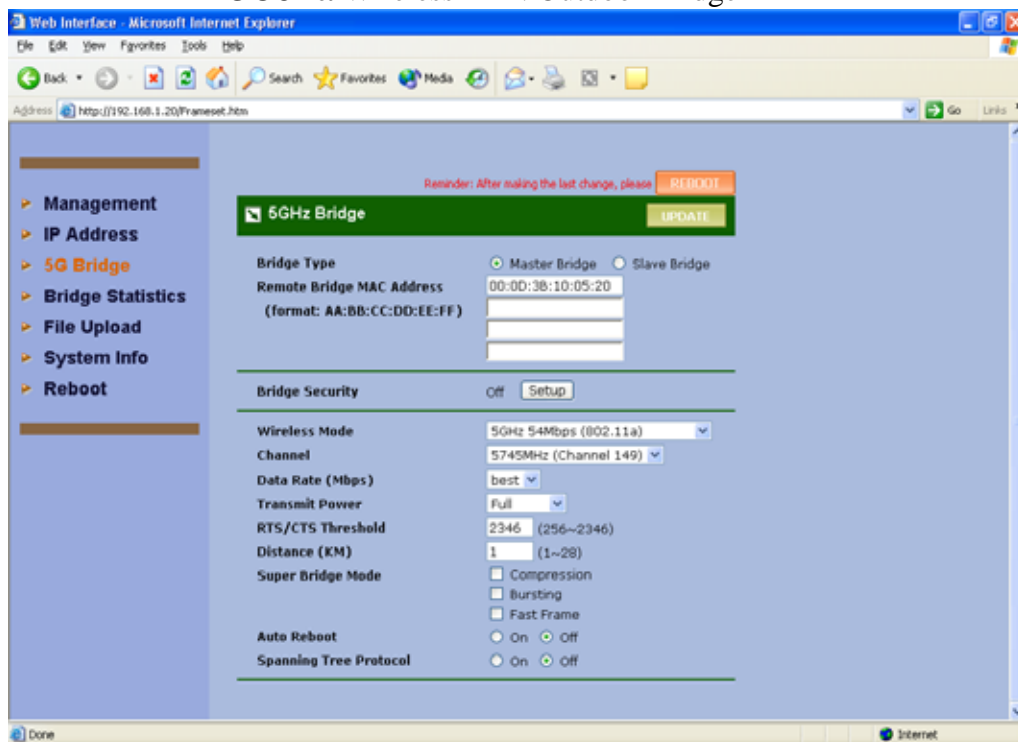 Web Interface - Microsoft Internet Explorer
File Edit View Favorites Tools Help
Back Search Favorites Media
Address http://192.168.1.20/Frameset.htm Go Links
Reminder: After making the last change, please REBOOT
5GHz Bridge UPDATE
Management
IP Address
5G Bridge
Bridge Statistics
File Upload
System Info
Reboot
Bridge Type Master Bridge Slave Bridge
Remote Bridge MAC Address 00:0D:3B:10:05:20
(format: AA:BB:CC:DD:EE:FF)
Bridge Security Off Setup
Wireless Mode 5GHz 54Mbps (802.11a)
Channel 5745MHz (Channel 149)
Data Rate (Mbps) best
Transmit Power Full
RTS/CTS Threshold 2346 (256~2346)
Distance (KM) 1 (1~28)
Super Bridge Mode Compression
Bursting
Fast Frame
Auto Reboot On Off
Spanning Tree Protocol On Off
Done Internet